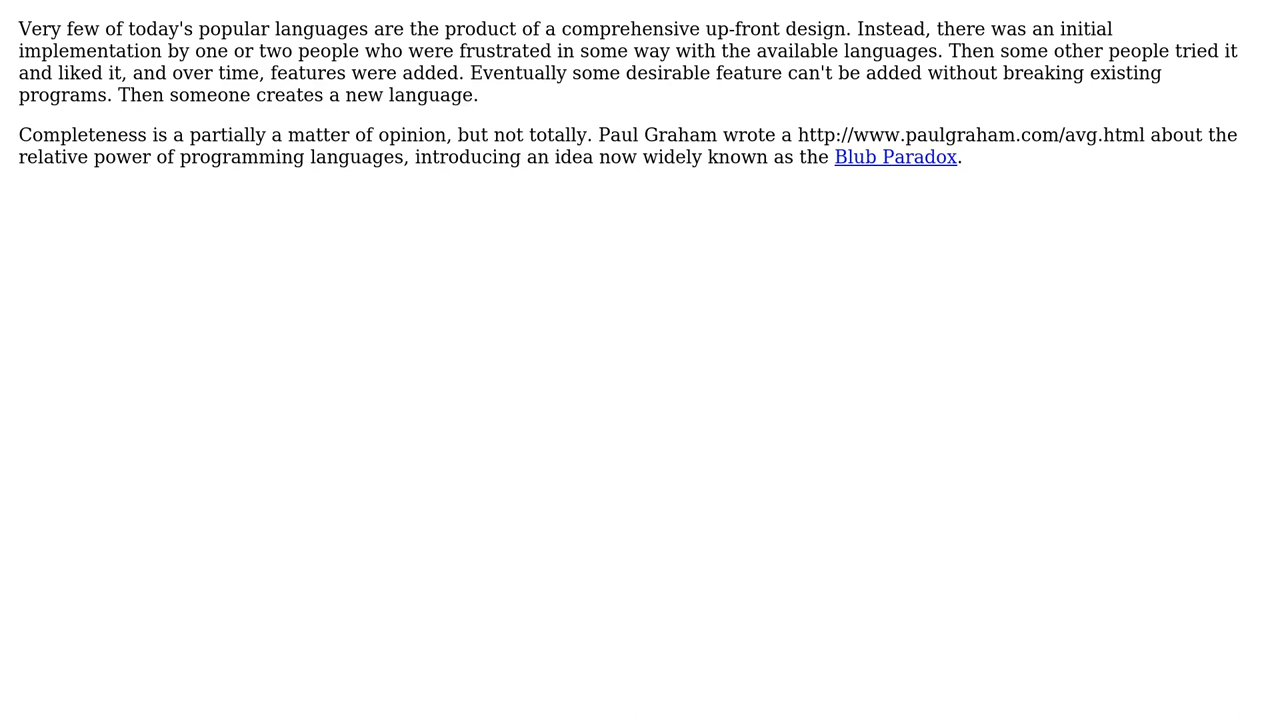 Very few of today's popular languages are the product of a comprehensive up-front design. Instead, there was an initial
implementation by one or two people who were frustrated in some way with the available languages. Then some other people tried it
and liked it, and over time, features were added. Eventually some desirable feature can't be added without breaking existing
programs. Then someone creates a new language.
Completeness is a partially a matter of opinion, but not totally. Paul Graham wrote a http://www.paulgraham.com/avg.html about the
relative power of programming languages, introducing an idea now widely known as the Blub Paradox.